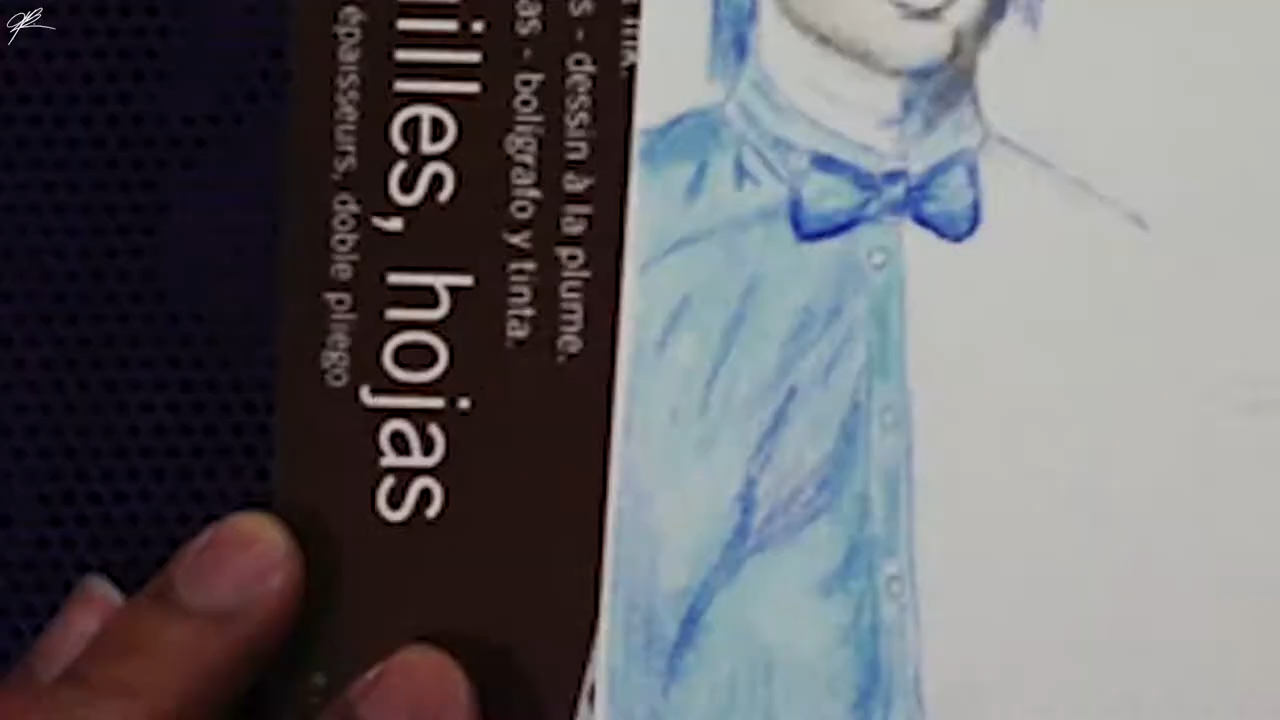 s - dessin à la plume.
as - bolígrafo y tinta.
illes, hojas
épaisseurs, doble pliego